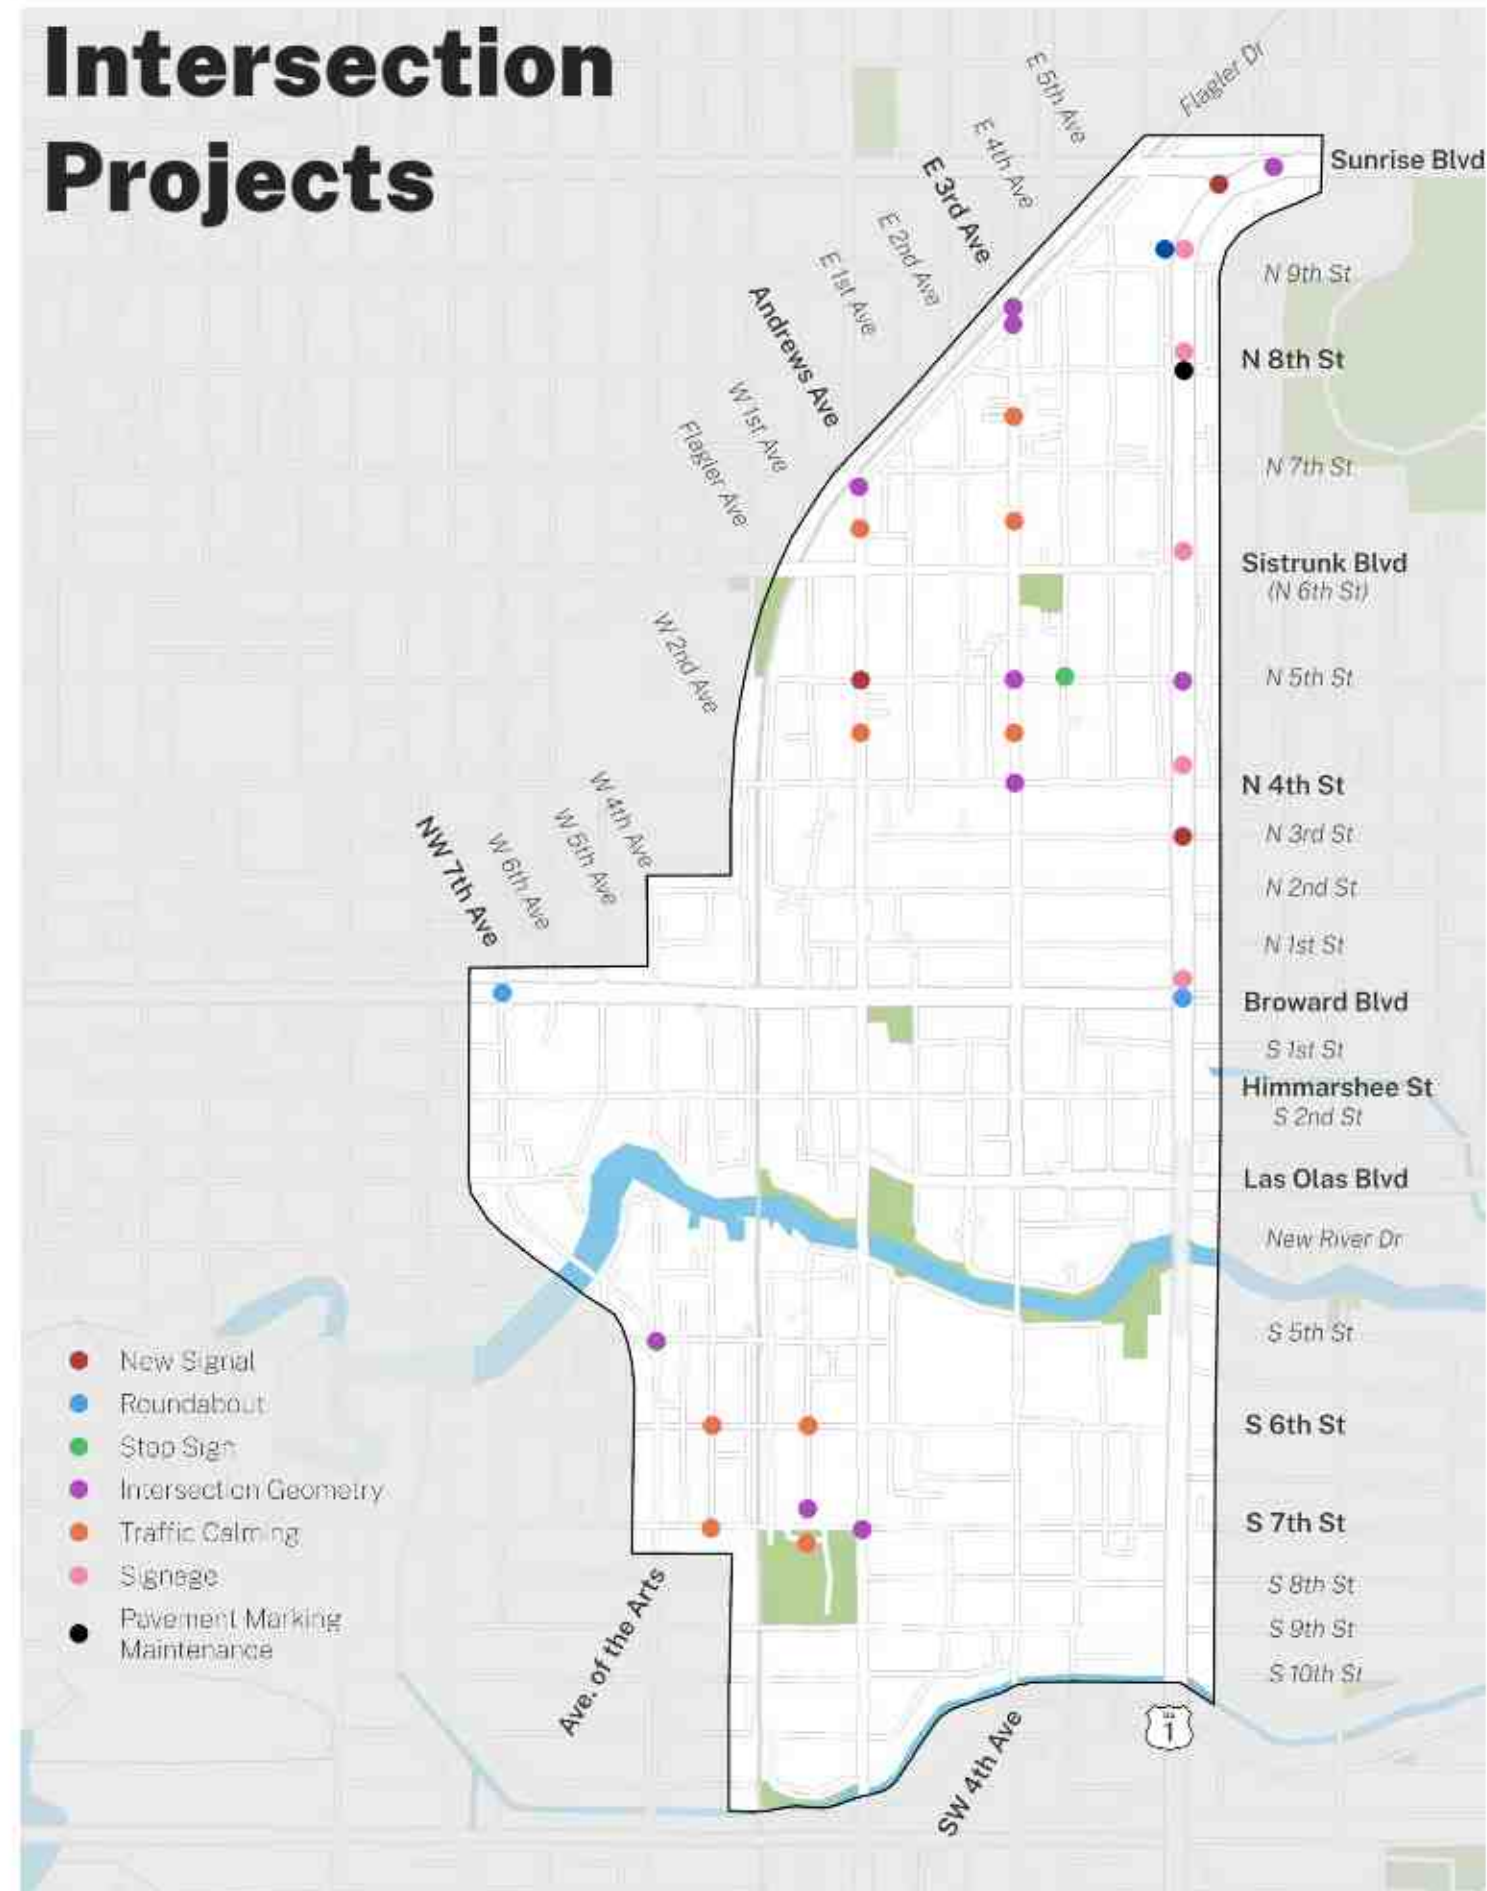 Intersection
Projects
E 5th Ave
Flagler Dr
E 4th Ave
E 3rd Ave
E 2nd Ave
E 1st Ave
Andrews Ave
W 1st Ave
Flagler Ave
W 2nd Ave
W 4th Ave
W 5th Ave
W 6th Ave
NW 7th Ave
Sunrise Blvd
N 9th St
N 8th St
N 7th St
Sistrunk Blvd
(N 6th St)
N 5th St
N 4th St
N 3rd St
N 2nd St
N 1st St
Broward Blvd
S 1st St
Himmarshee St
S 2nd St
Las Olas Blvd
New River Dr
S 5th St
S 6th St
S 7th St
S 8th St
S 9th St
S 10th St
New Signal
Roundabout
Stop Sign
Intersection Geometry
Traffic Calming
Signage
Pavement Marking
Maintenance
Ave. of the Arts
SW 4th Ave
1